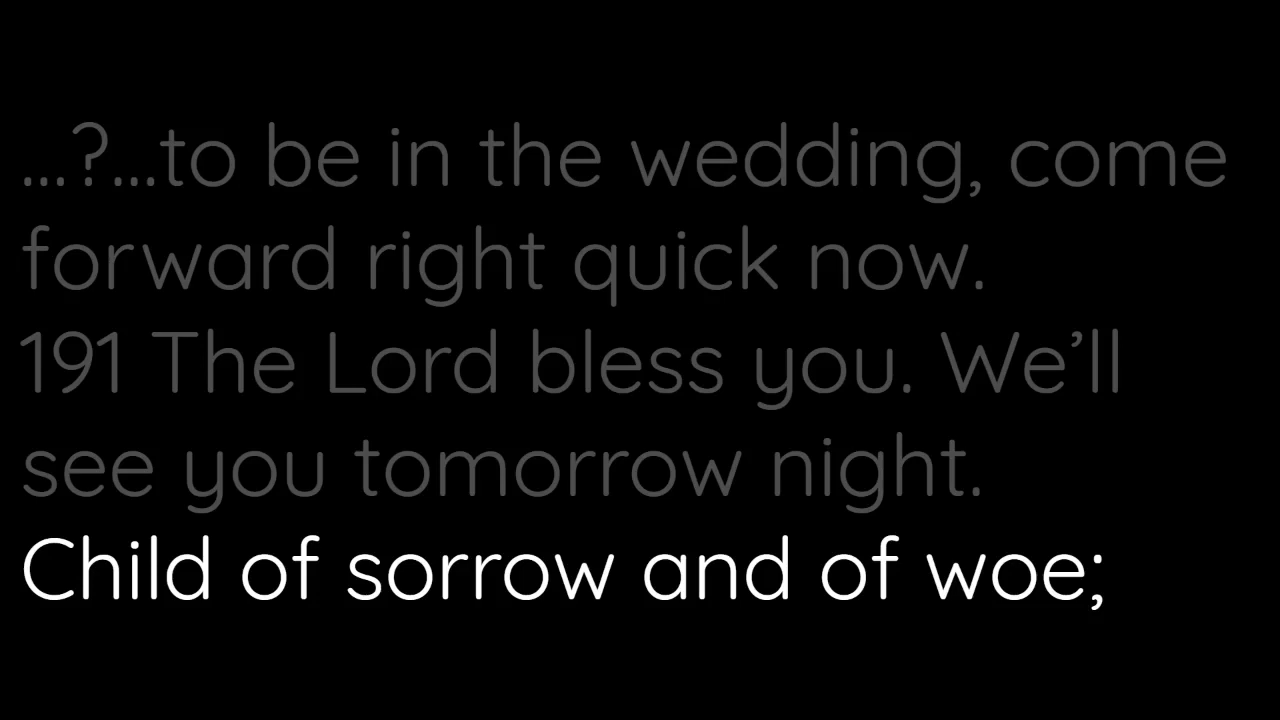 ...?...to be in the wedding, come
forward right quick now.
191 The Lord bless you. We’ll
see you tomorrow night.
Child of sorrow and of woe;